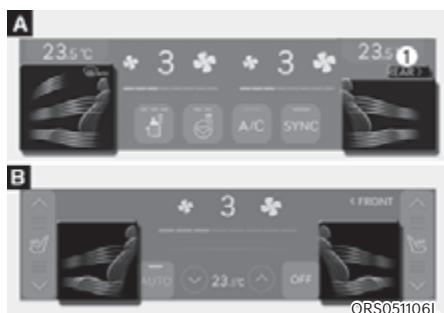 A
23.5 ℃ 3 3 23.5 1
REAR >
A/C SYNC
B
3 < FRONT
AUTO 23.5℃ OFF
ORS051106L